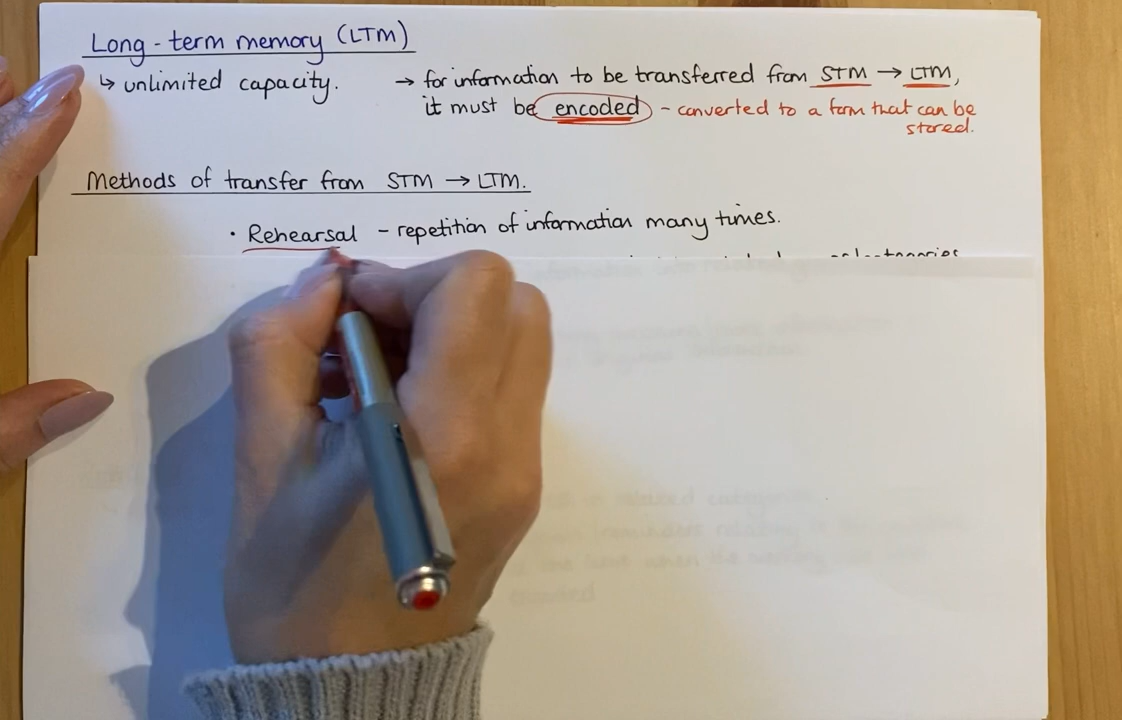 Long-term memory (LTM)
↳ unlimited capacity. → for information to be transferred from STM → LTM,
it must be encoded - converted to a form that can be
stored.
Methods of transfer from STM → LTM.
• Rehearsal - repetition of information many times.